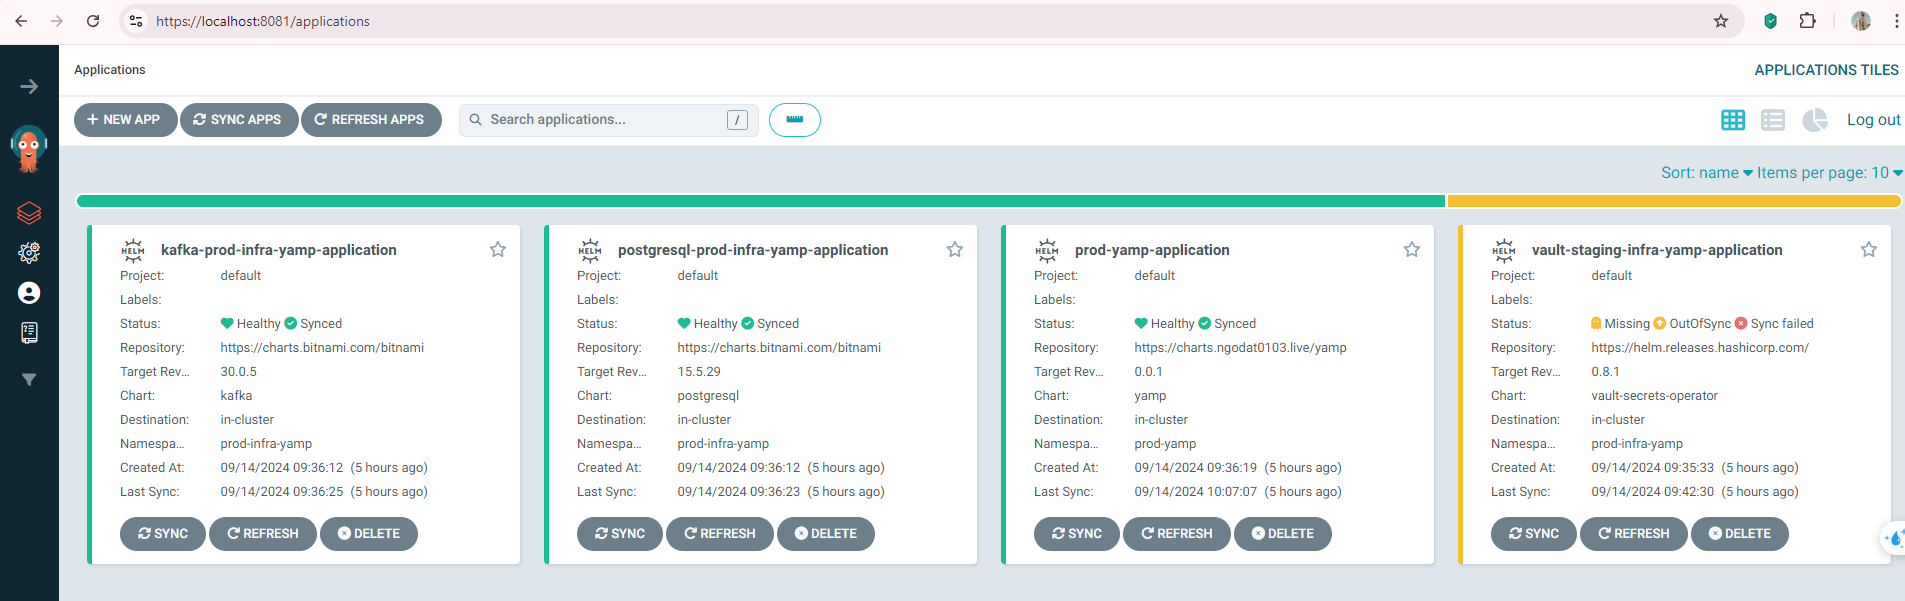 https://localhost:8081/applications
Applications
APPLICATIONS TILES
NEW APP
SYNC APPS
REFRESH APPS
Search applications...
/
Log out
Sort: name
Items per page: 10
HELM
kafka-prod-infra-yamp-application
Project: default
Labels:
Status: Healthy Synced
Repository: https://charts.bitnami.com/bitnami
Target Rev... 30.0.5
Chart: kafka
Destination: in-cluster
Namespa... prod-infra-yamp
Created At: 09/14/2024 09:36:12 (5 hours ago)
Last Sync: 09/14/2024 09:36:25 (5 hours ago)
SYNC REFRESH DELETE
HELM
postgresql-prod-infra-yamp-application
Project: default
Labels:
Status: Healthy Synced
Repository: https://charts.bitnami.com/bitnami
Target Rev... 15.5.29
Chart: postgresql
Destination: in-cluster
Namespa... prod-infra-yamp
Created At: 09/14/2024 09:36:12 (5 hours ago)
Last Sync: 09/14/2024 09:36:23 (5 hours ago)
SYNC REFRESH DELETE
HELM
prod-yamp-application
Project: default
Labels:
Status: Healthy Synced
Repository: https://charts.ngodat0103.live/yamp
Target Rev... 0.0.1
Chart: yamp
Destination: in-cluster
Namespa... prod-yamp
Created At: 09/14/2024 09:36:19 (5 hours ago)
Last Sync: 09/14/2024 10:07:07 (5 hours ago)
SYNC REFRESH DELETE
HELM
vault-staging-infra-yamp-application
Project: default
Labels:
Status: Missing OutOfSync Sync failed
Repository: https://helm.releases.hashicorp.com/
Target Rev... 0.8.1
Chart: vault-secrets-operator
Destination: in-cluster
Namespa... prod-infra-yamp
Created At: 09/14/2024 09:35:33 (5 hours ago)
Last Sync: 09/14/2024 09:42:30 (5 hours ago)
SYNC REFRESH DELETE